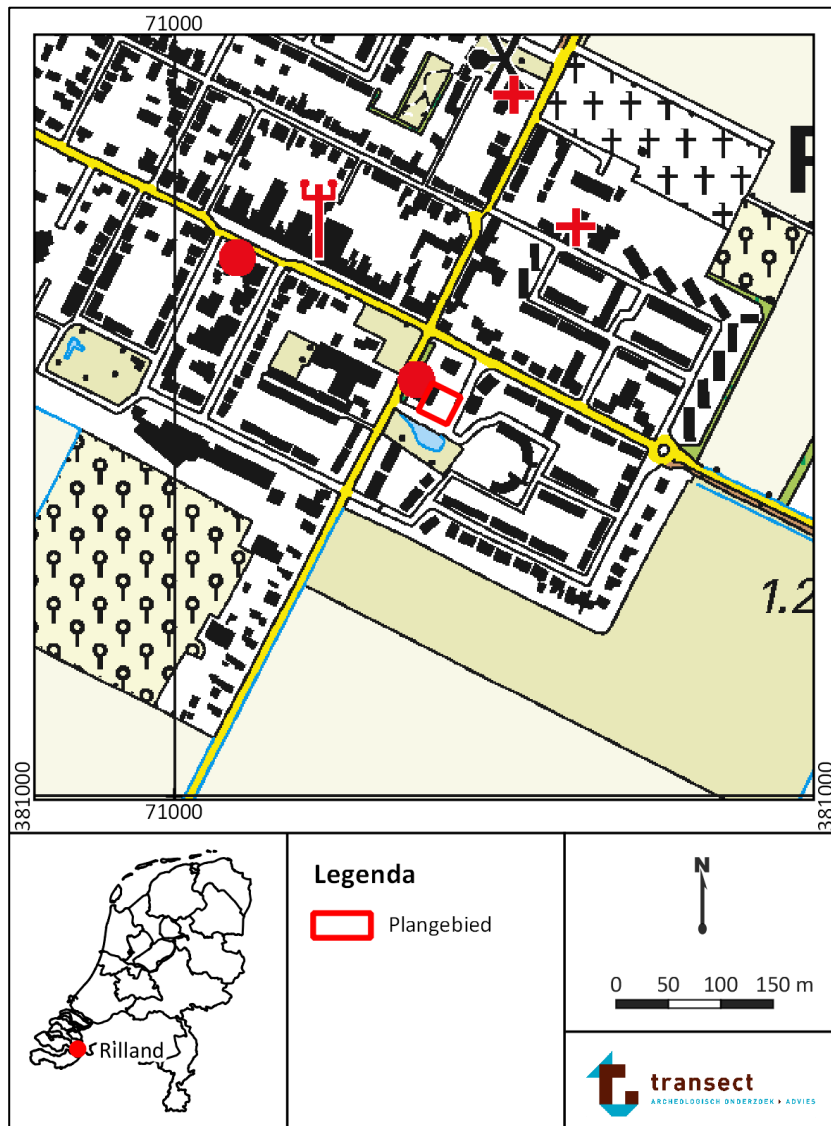 71000
1.2
381000
71000
381000
Legenda
Plangebied
Rilland
N
0 50 100 150 m
transect
ARCHEOLOGISCH ONDERZOEK ▸ ADVIES